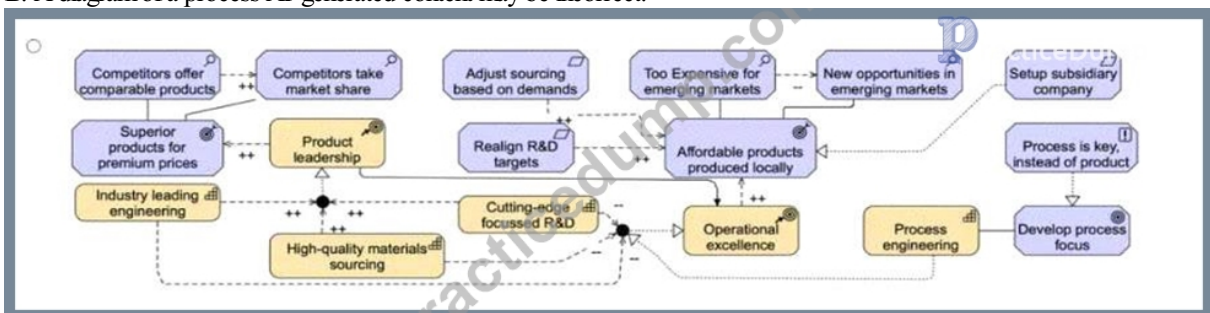 B. A diagram of a process AI-generated content may be incorrect.
Competitors offer
comparable products
++
Competitors take
market share
Adjust sourcing
based on demands
Too Expensive for
emerging markets
--
New opportunities in
emerging markets
Setup subsidiary
company
Superior
products for
premium prices
++
Product
leadership
Realign R&D
targets
++
++
Affordable products
produced locally
Process is key,
instead of product
Industry leading
engineering
++
++
++
Cutting-edge
focussed R&D
--
Operational
excellence
++
Process
engineering
Develop process
focus
High-quality materials
sourcing
--
--